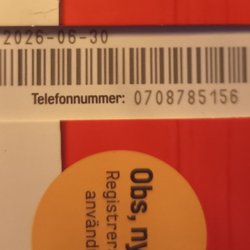 2026-06-30
Telefonnummer: 0708785156
Obs, ny
Registrer
använd